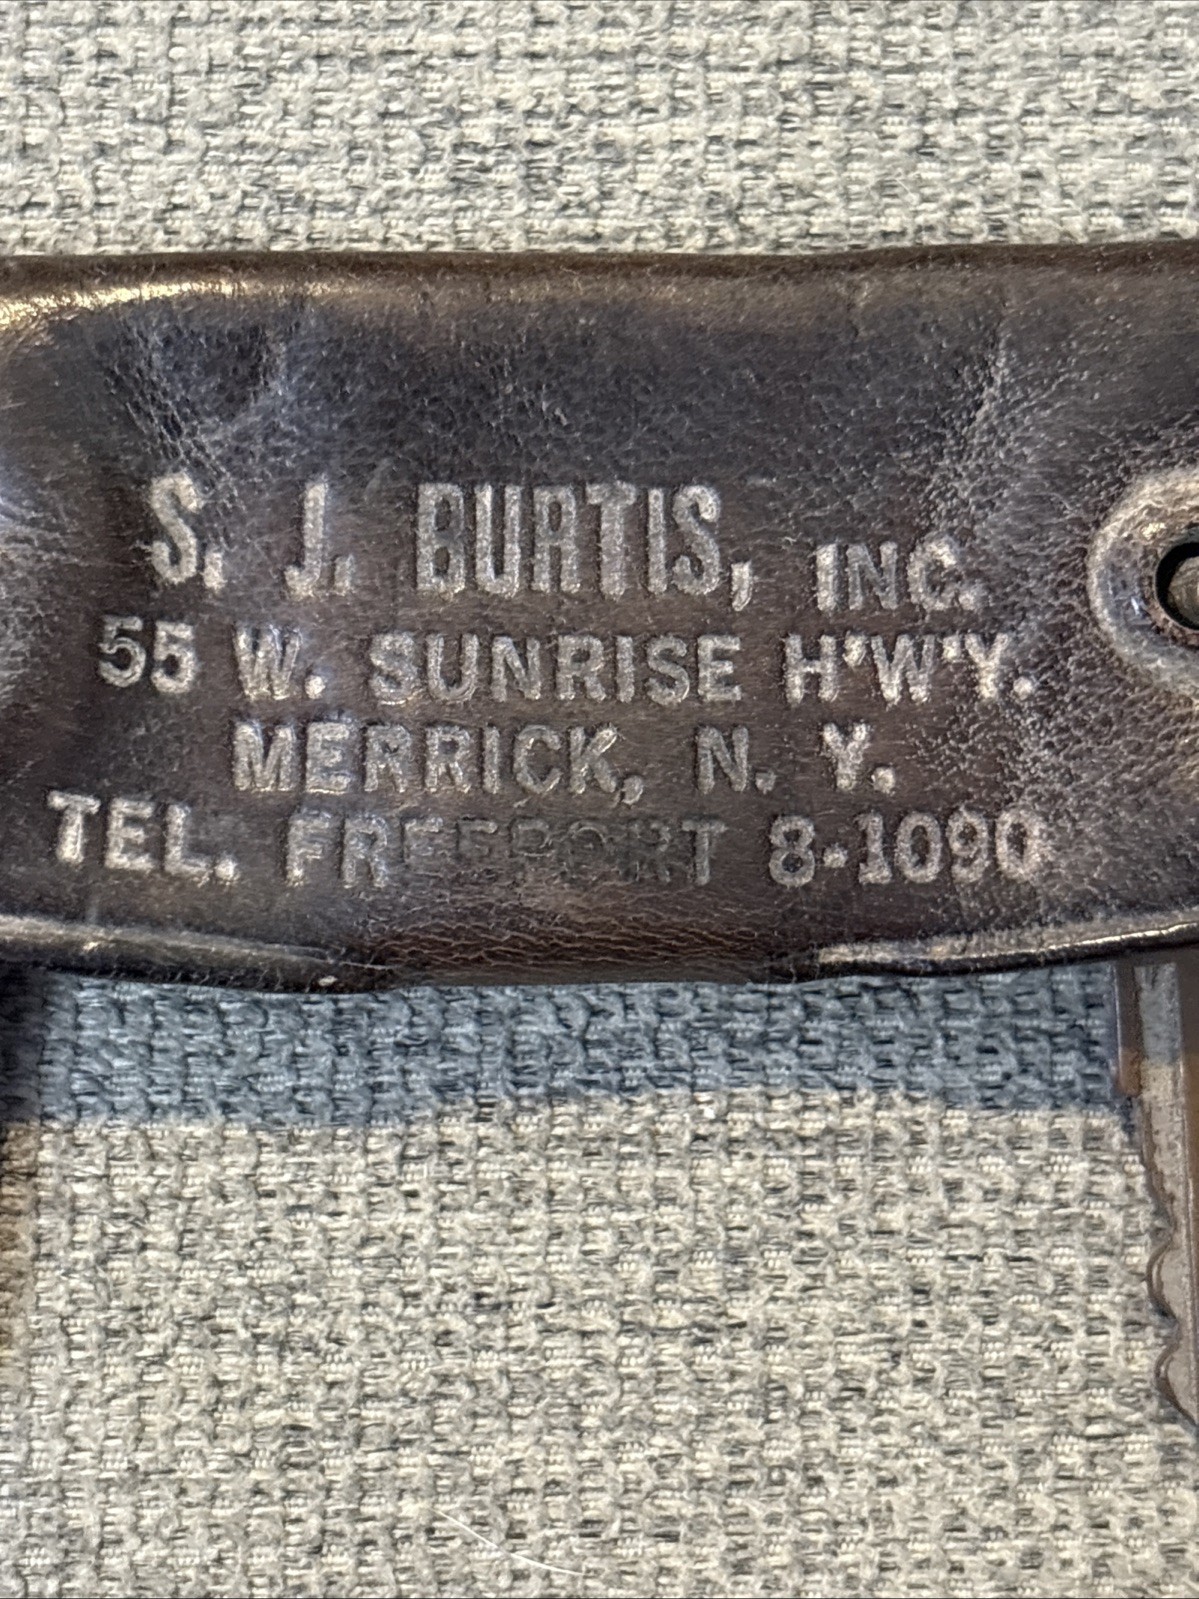 S. J. BURTIS, INC.
55 W. SUNRISE H'W'Y.
MERRICK, N. Y.
TEL. FREEPORT 8-1090